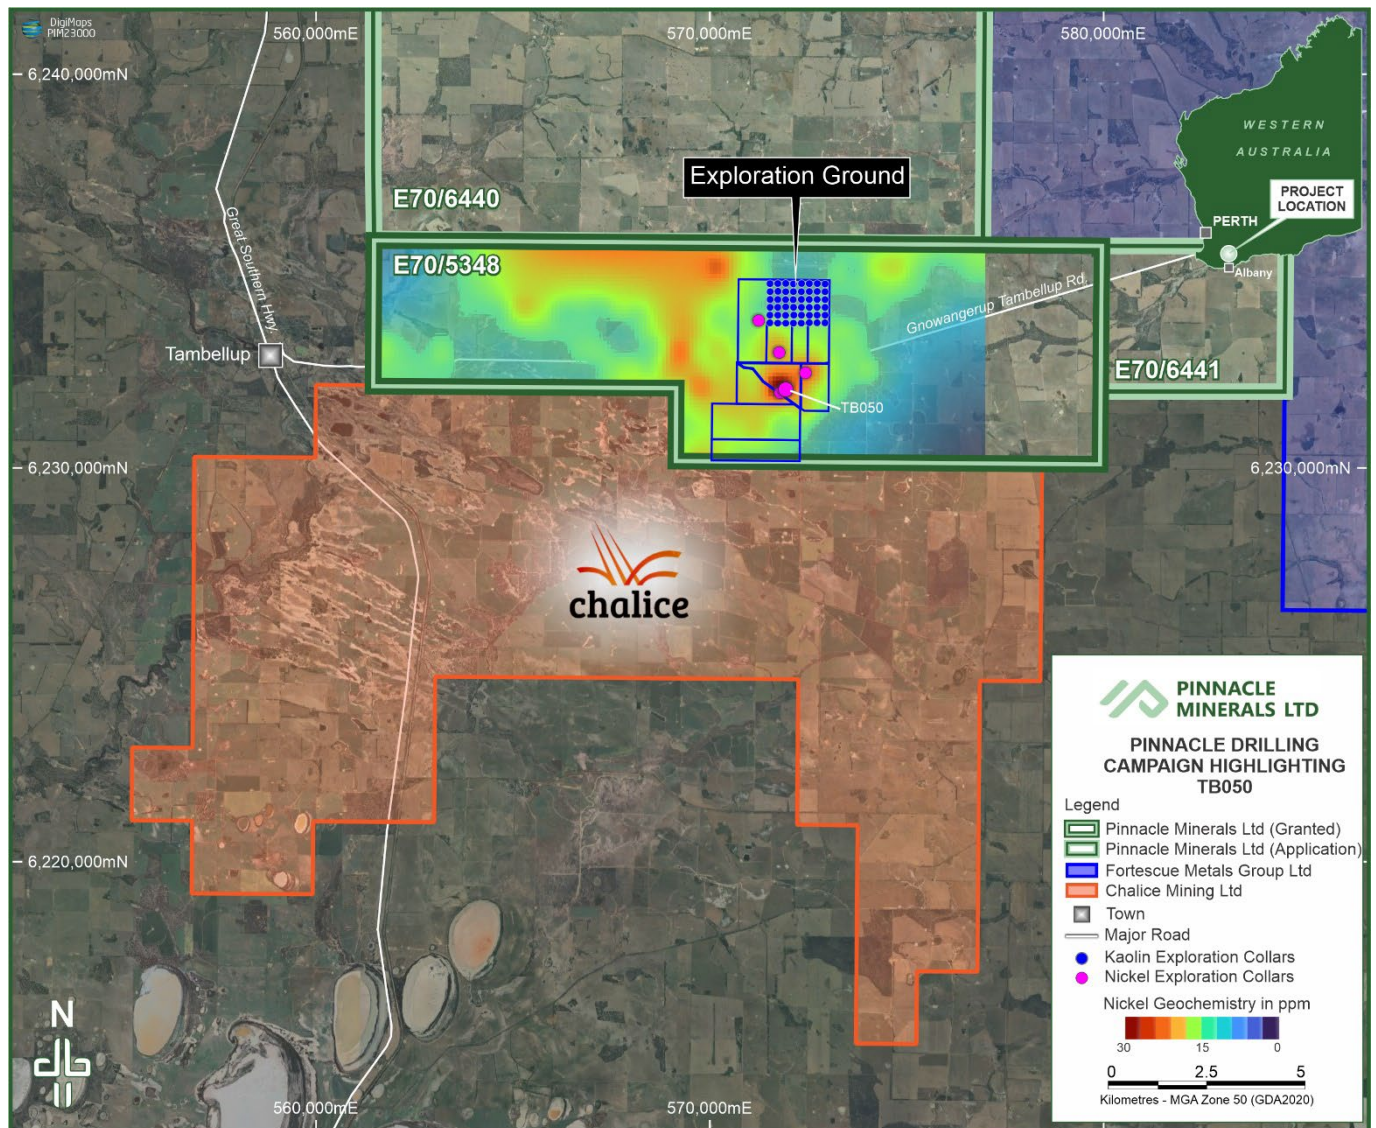 DigiMaps
PIM23000
560,000mE
570,000mE
580,000mE
6,240,000mN
WESTERN
AUSTRALIA
Exploration Ground
PROJECT
LOCATION
E70/6440
PERTH
Great Southern Hwy.
E70/5348
Albany
Gnowangerup Tambellup Rd.
Tambellup
E70/6441
TB050
6,230,000mN
6,230,000mN
chalice
PINNACLE
MINERALS LTD
PINNACLE DRILLING
CAMPAIGN HIGHLIGHTING
TB050
Legend
Pinnacle Minerals Ltd (Granted)
Pinnacle Minerals Ltd (Application)
Fortescue Metals Group Ltd
Chalice Mining Ltd
Town
Major Road
Kaolin Exploration Collars
Nickel Exploration Collars
Nickel Geochemistry in ppm
30 15 0
0 2.5 5
Kilometres - MGA Zone 50 (GDA2020)
6,220,000mN
N
560,000mE
570,000mE